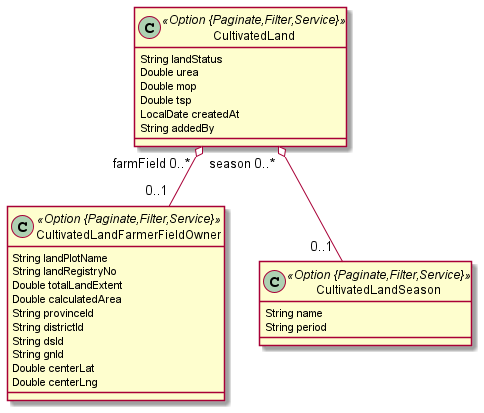 C «Option {Paginate,Filter,Service}»
CultivatedLand
String landStatus
Double urea
Double mop
Double tsp
LocalDate createdAt
String addedBy
farmField 0..*
season 0..*
0..1
0..1
C «Option {Paginate,Filter,Service}»
CultivatedLandFarmerFieldOwner
String landPlotName
String landRegistryNo
Double totalLandExtent
Double calculatedArea
String provinceId
String districtId
String dsId
String gnId
Double centerLat
Double centerLng
C «Option {Paginate,Filter,Service}»
CultivatedLandSeason
String name
String period